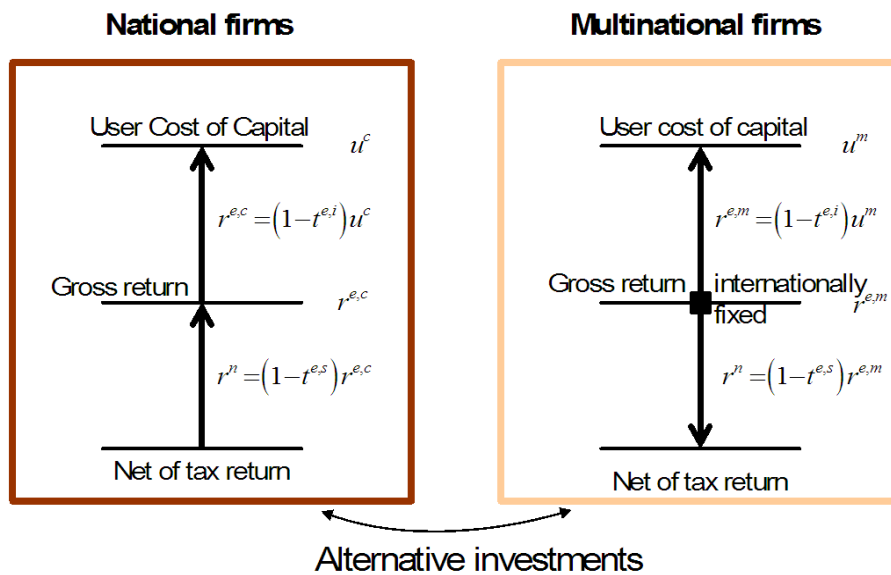 National firms
User Cost of Capital
u^c
r^{e,c} = (1−t^{e,i})u^c
Gross return
r^{e,c}
r^n = (1−t^{e,s})r^{e,c}
Net of tax return
Multinational firms
User cost of capital
u^m
r^{e,m} = (1−t^{e,i})u^m
Gross return internationally
fixed
r^{e,m}
r^n = (1−t^{e,s})r^{e,m}
Net of tax return
Alternative investments